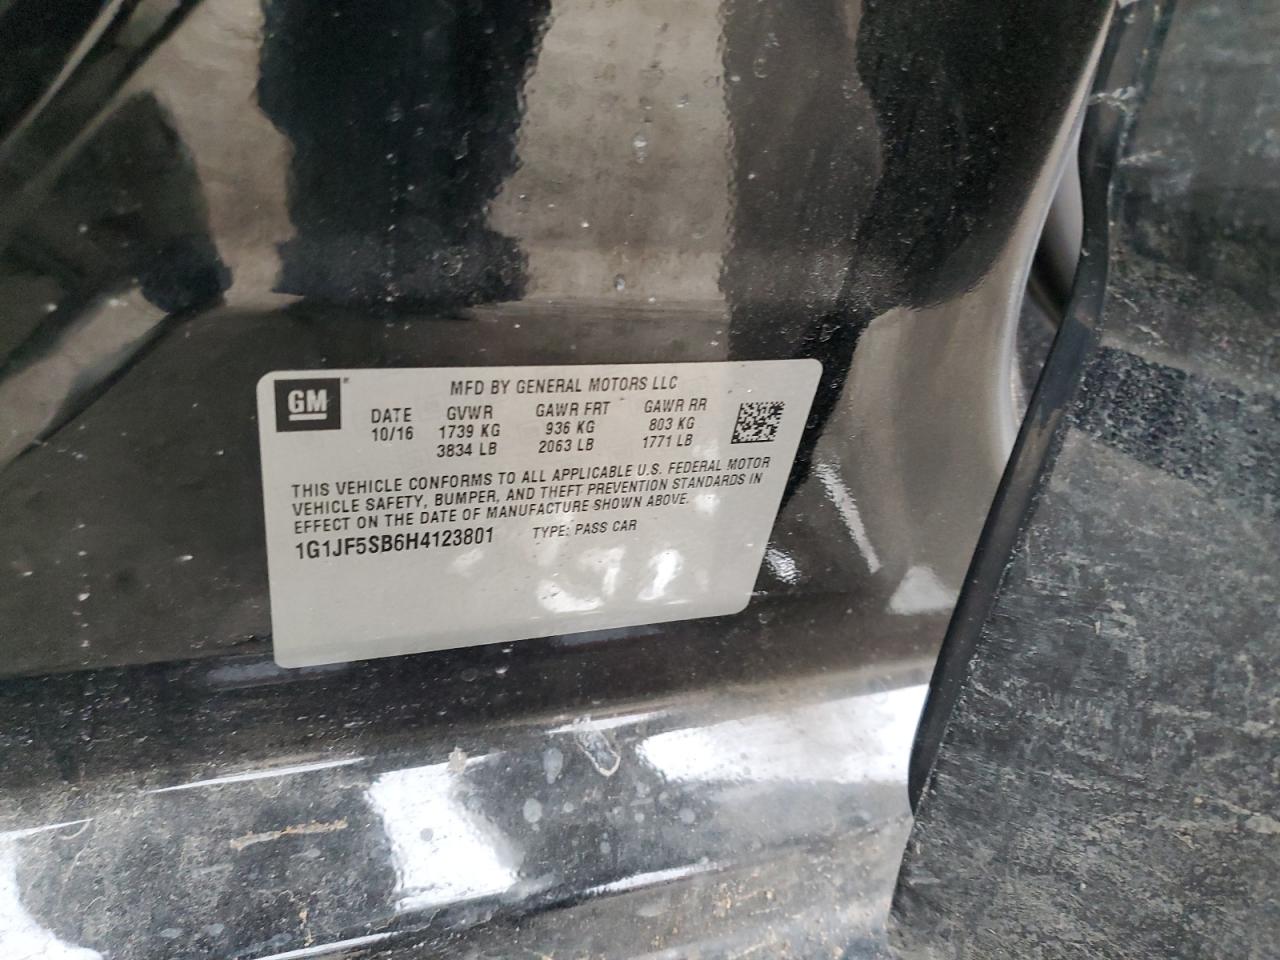 GM
MFD BY GENERAL MOTORS LLC
DATE GVWR GAWR FRT GAWR RR
10/16 1739 KG 936 KG 803 KG
3834 LB 2063 LB 1771 LB
THIS VEHICLE CONFORMS TO ALL APPLICABLE U.S. FEDERAL MOTOR
VEHICLE SAFETY, BUMPER, AND THEFT PREVENTION STANDARDS IN
EFFECT ON THE DATE OF MANUFACTURE SHOWN ABOVE.
1G1JF5SB6H4123801 TYPE: PASS CAR